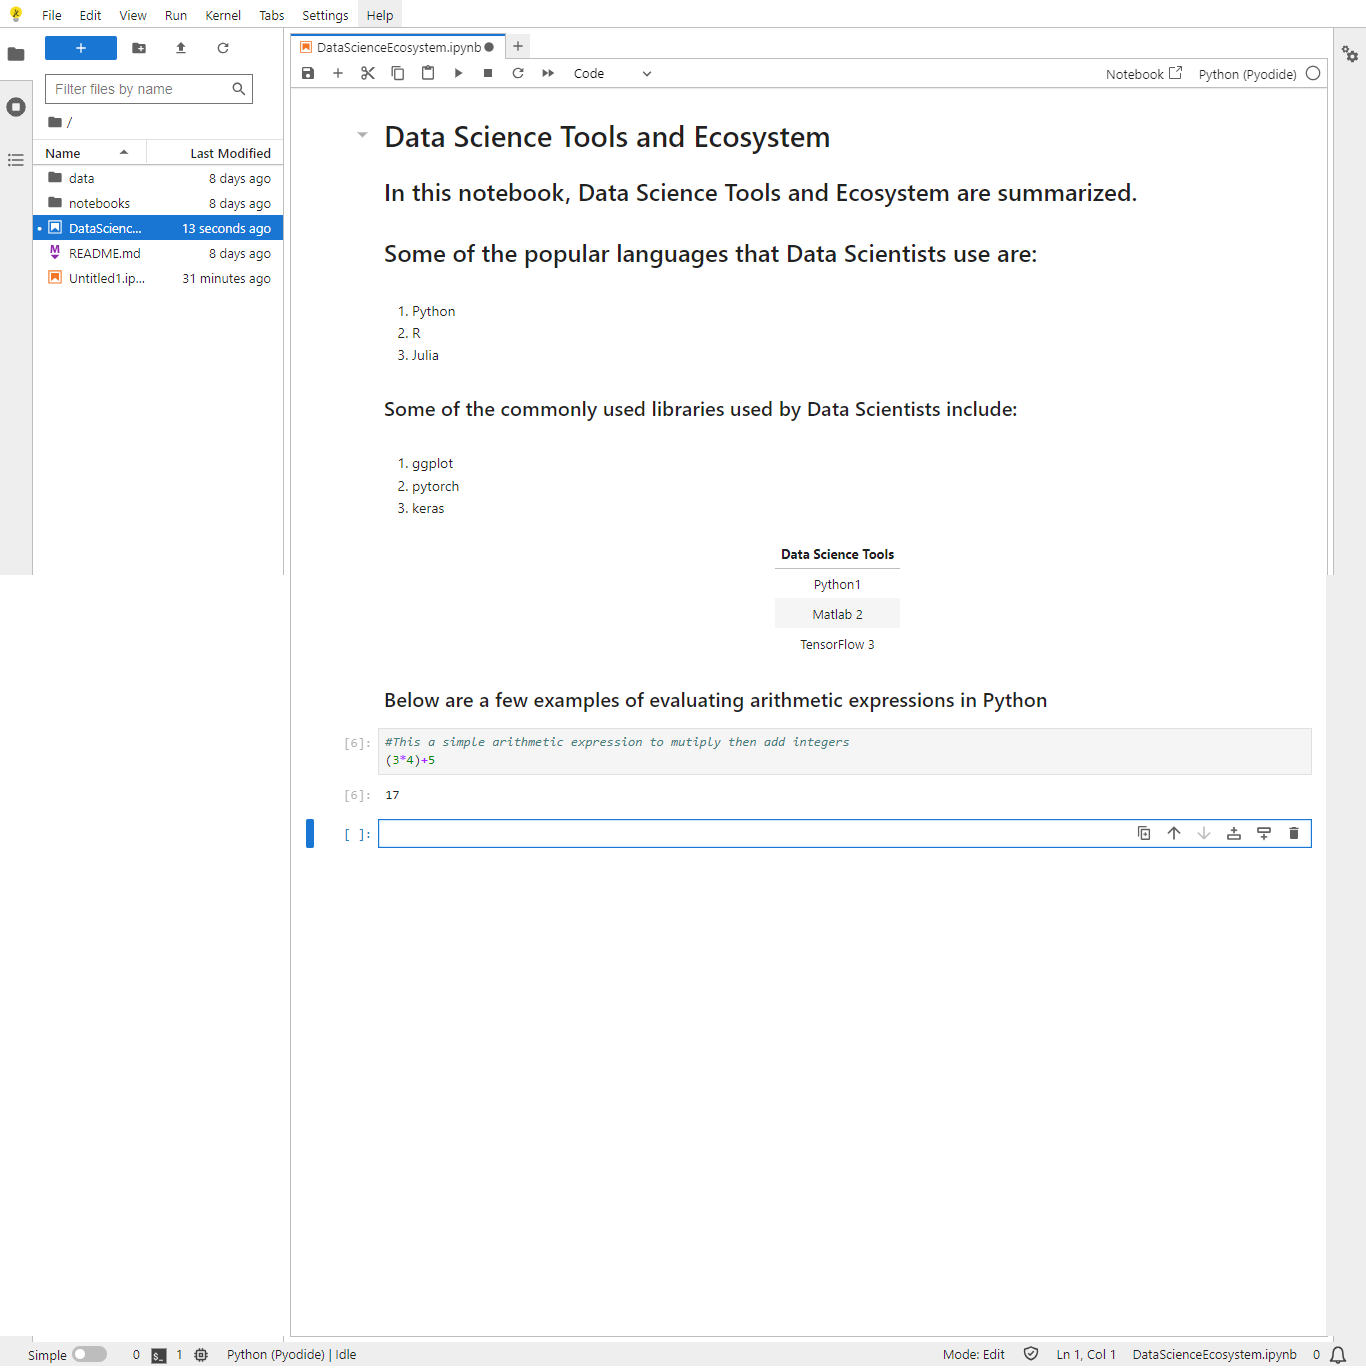 File Edit View Run Kernel Tabs Settings Help
+
Filter files by name
/
Name Last Modified
data 8 days ago
notebooks 8 days ago
DataScienc... 13 seconds ago
README.md 8 days ago
Untitled1.ip... 31 minutes ago
DataScienceEcosystem.ipynb
Code
Notebook Python (Pyodide)
Data Science Tools and Ecosystem
In this notebook, Data Science Tools and Ecosystem are summarized.
Some of the popular languages that Data Scientists use are:
1. Python
2. R
3. Julia
Some of the commonly used libraries used by Data Scientists include:
1. ggplot
2. pytorch
3. keras
Data Science Tools
Python1
Matlab 2
TensorFlow 3
Below are a few examples of evaluating arithmetic expressions in Python
[6]: #This a simple arithmetic expression to mutiply then add integers
(3*4)+5
[6]: 17
[ ]:
Simple 0 $_ 1 Python (Pyodide) | Idle Mode: Edit Ln 1, Col 1 DataScienceEcosystem.ipynb 0